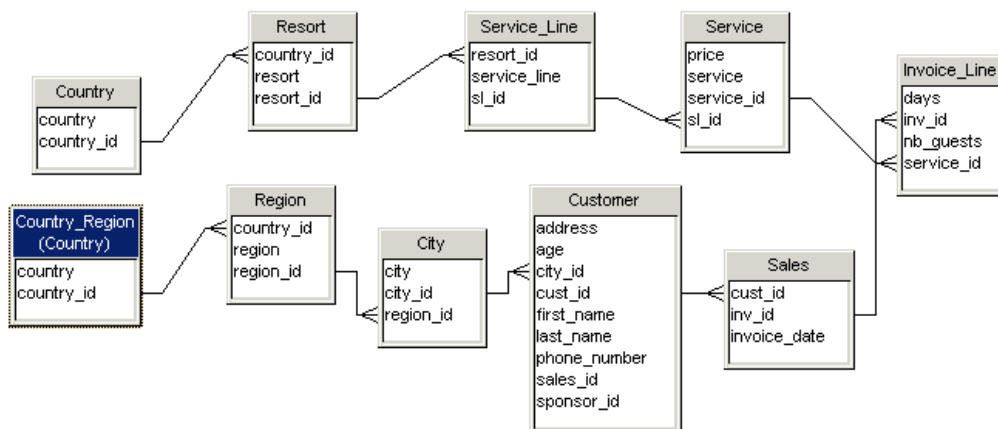 Country
country
country_id
Resort
country_id
resort
resort_id
Service_Line
resort_id
service_line
sl_id
Service
price
service
service_id
sl_id
Invoice_Line
days
inv_id
nb_guests
service_id
Country_Region
(Country)
country
country_id
Region
country_id
region
region_id
City
city
city_id
region_id
Customer
address
age
city_id
cust_id
first_name
last_name
phone_number
sales_id
sponsor_id
Sales
cust_id
inv_id
invoice_date